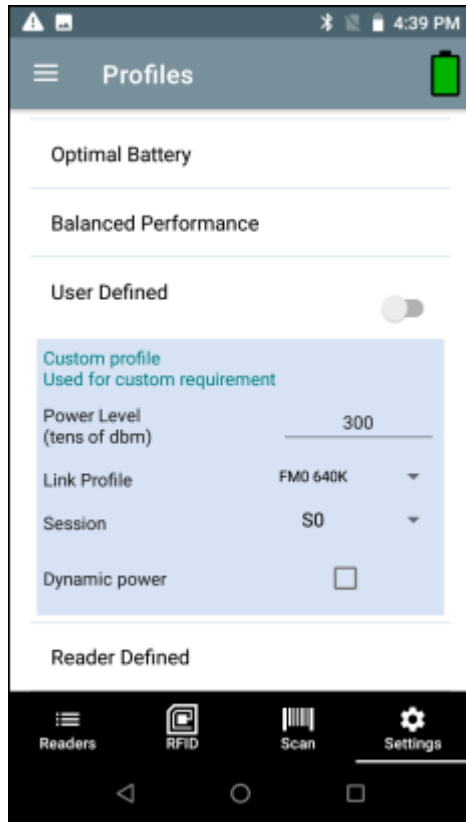 4:39 PM
Profiles
Optimal Battery
Balanced Performance
User Defined
Custom profile
Used for custom requirement
Power Level
(tens of dbm)
300
Link Profile
FM0 640K
Session
S0
Dynamic power
Reader Defined
Readers
RFID
Scan
Settings